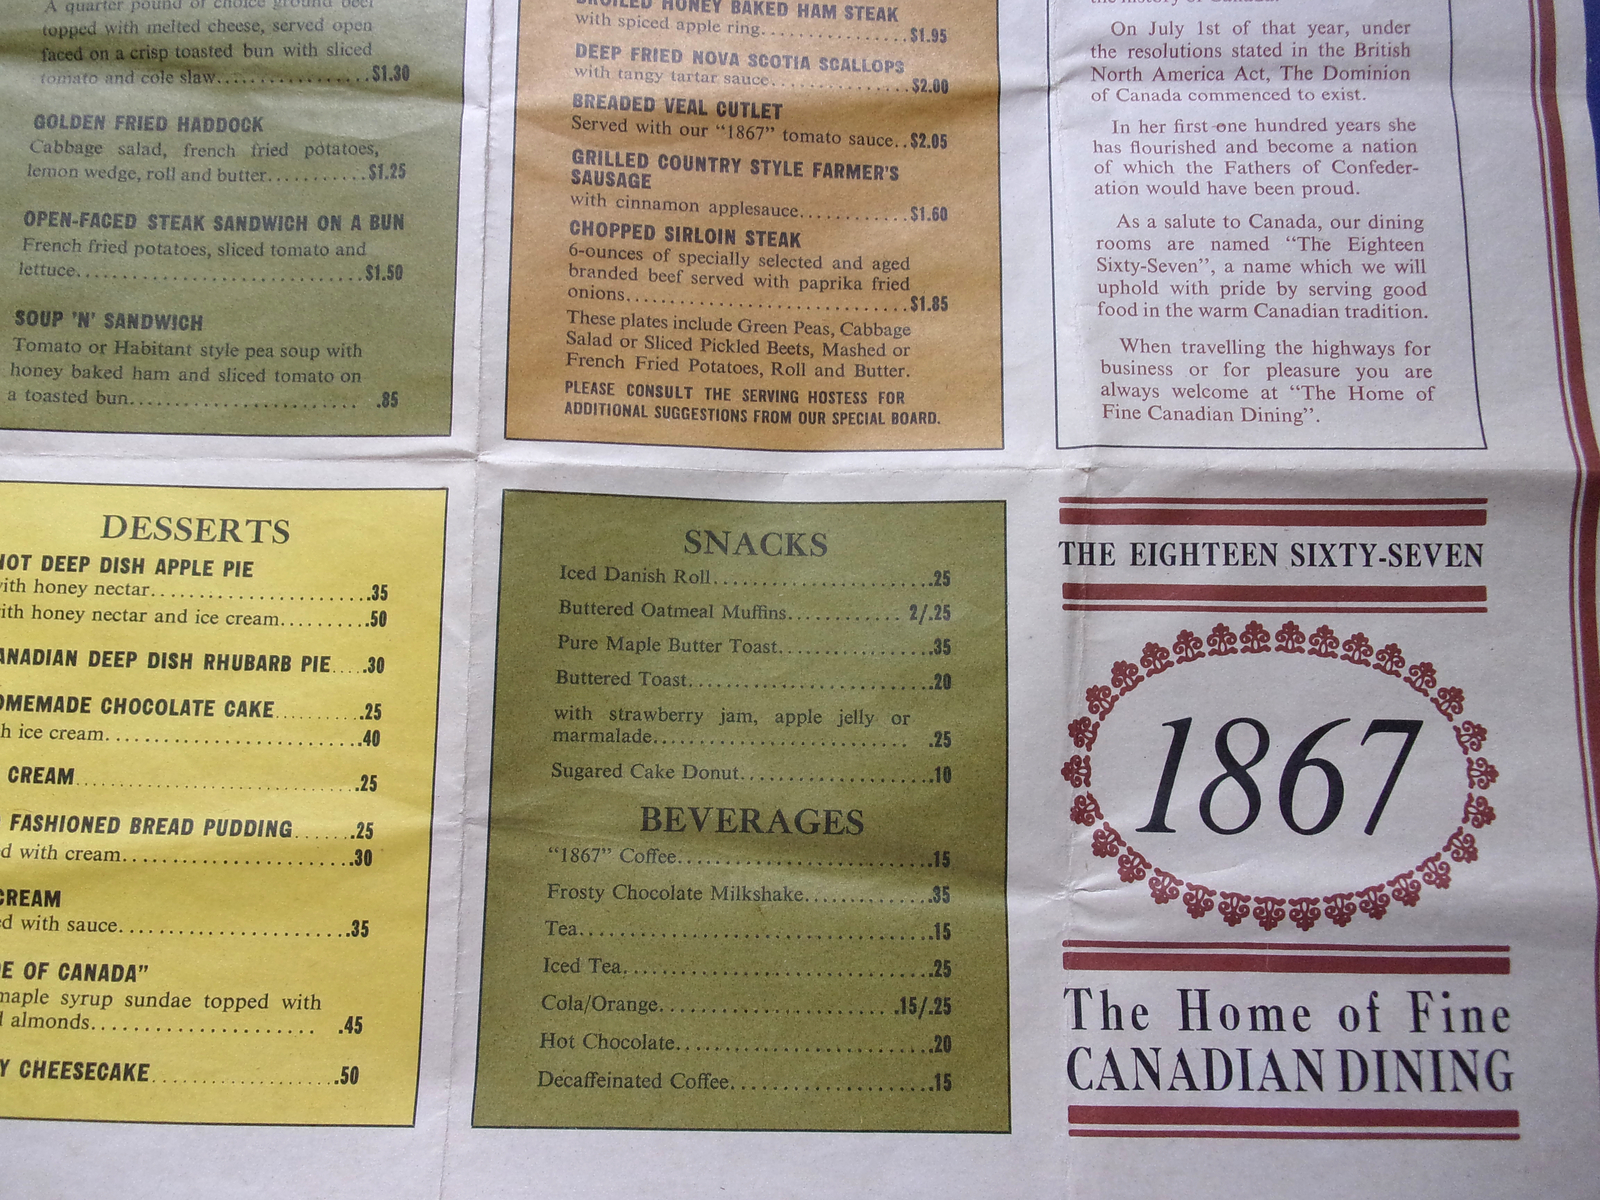 A quarter pound of choice ground beef
topped with melted cheese, served open
faced on a crisp toasted bun with sliced
tomato and cole slaw..................$1.30
GOLDEN FRIED HADDOCK
Cabbage salad, french fried potatoes,
lemon wedge, roll and butter............$1.25
OPEN-FACED STEAK SANDWICH ON A BUN
French fried potatoes, sliced tomato and
lettuce....................................$1.50
SOUP 'N' SANDWICH
Tomato or Habitant style pea soup with
honey baked ham and sliced tomato on
a toasted bun............................ .85
BROILED HONEY BAKED HAM STEAK
with spiced apple ring..................$1.95
DEEP FRIED NOVA SCOTIA SCALLOPS
with tangy tartar sauce.................$2.00
BREADED VEAL CUTLET
Served with our "1867" tomato sauce..$2.05
GRILLED COUNTRY STYLE FARMER'S
SAUSAGE
with cinnamon applesauce.............$1.60
CHOPPED SIRLOIN STEAK
6-ounces of specially selected and aged
branded beef served with paprika fried
onions...................................$1.85
These plates include Green Peas, Cabbage
Salad or Sliced Pickled Beets, Mashed or
French Fried Potatoes, Roll and Butter.
PLEASE CONSULT THE SERVING HOSTESS FOR
ADDITIONAL SUGGESTIONS FROM OUR SPECIAL BOARD.
the history of Canada.
On July 1st of that year, under
the resolutions stated in the British
North America Act, The Dominion
of Canada commenced to exist.
In her first one hundred years she
has flourished and become a nation
of which the Fathers of Confeder-
ation would have been proud.
As a salute to Canada, our dining
rooms are named "The Eighteen
Sixty-Seven", a name which we will
uphold with pride by serving good
food in the warm Canadian tradition.
When travelling the highways for
business or for pleasure you are
always welcome at "The Home of
Fine Canadian Dining".
DESSERTS
HOT DEEP DISH APPLE PIE
with honey nectar...........................35
with honey nectar and ice cream..........50
ANADIAN DEEP DISH RHUBARB PIE.....30
OMEMADE CHOCOLATE CAKE..........25
h ice cream................................40
CREAM..................................25
FASHIONED BREAD PUDDING.......25
d with cream..............................30
CREAM
d with sauce..............................35
DE OF CANADA"
maple syrup sundae topped with
d almonds............................ .45
Y CHEESECAKE......................50
SNACKS
Iced Danish Roll...........................25
Buttered Oatmeal Muffins............ 2/.25
Pure Maple Butter Toast...................35
Buttered Toast..............................20
with strawberry jam, apple jelly or
marmalade............................... .25
Sugared Cake Donut........................10
BEVERAGES
"1867" Coffee...............................15
Frosty Chocolate Milkshake................35
Tea..........................................15
Iced Tea.....................................25
Cola/Orange............................15/.25
Hot Chocolate...............................20
Decaffeinated Coffee........................15
THE EIGHTEEN SIXTY-SEVEN
1867
The Home of Fine
CANADIAN DINING